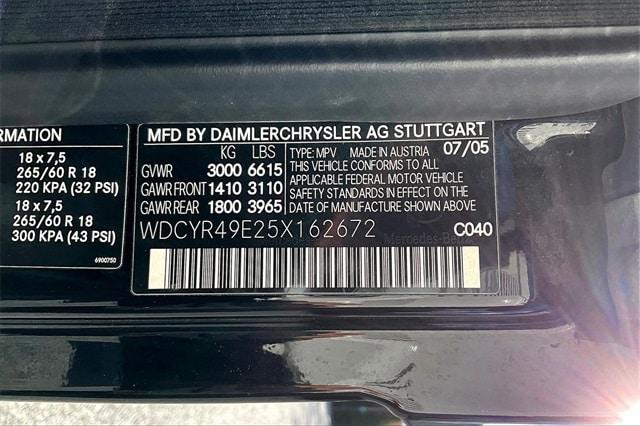 RMATION
18 x 7,5
265/60 R 18
220 KPA (32 PSI)
18 x 7,5
265/60 R 18
300 KPA (43 PSI)
6900750
MFD BY DAIMLERCHRYSLER AG STUTTGART
KG LBS
GVWR 3000 6615
GAWR FRONT 1410 3110
GAWR REAR 1800 3965
TYPE: MPV MADE IN AUSTRIA 07/05
THIS VEHICLE CONFORMS TO ALL
APPLICABLE FEDERAL MOTOR VEHICLE
SAFETY STANDARDS IN EFFECT ON THE
DATE OF MANUFACTURE SHOWN ABOVE.
WDCYR49E25X162672
Mercedes-Benz
C040